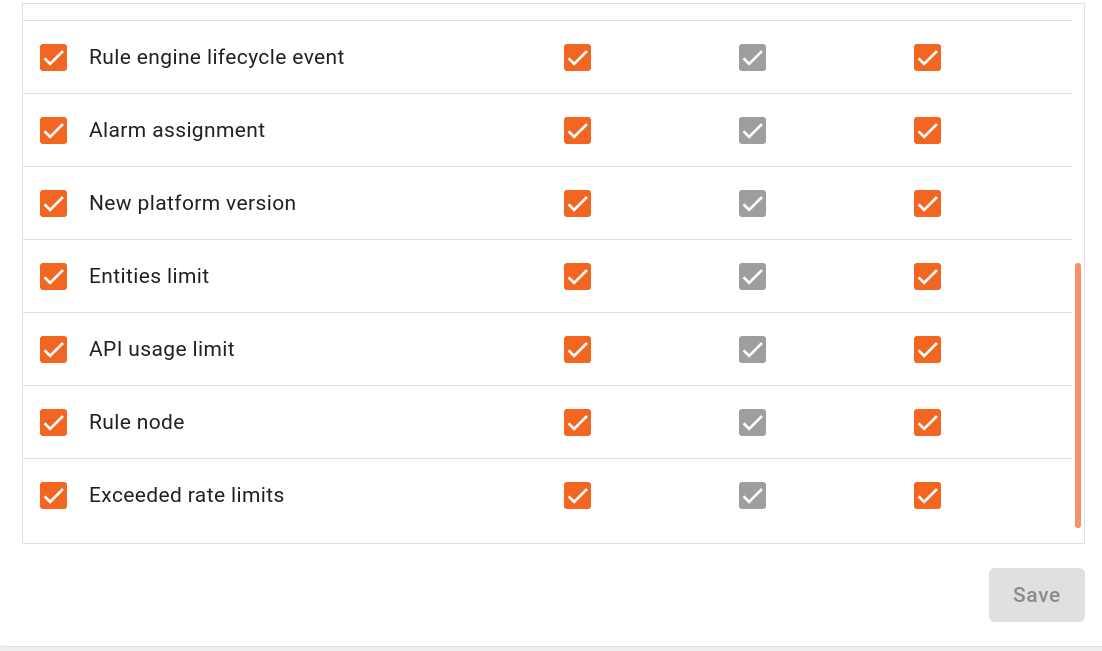 Rule engine lifecycle event
Alarm assignment
New platform version
Entities limit
API usage limit
Rule node
Exceeded rate limits
Save